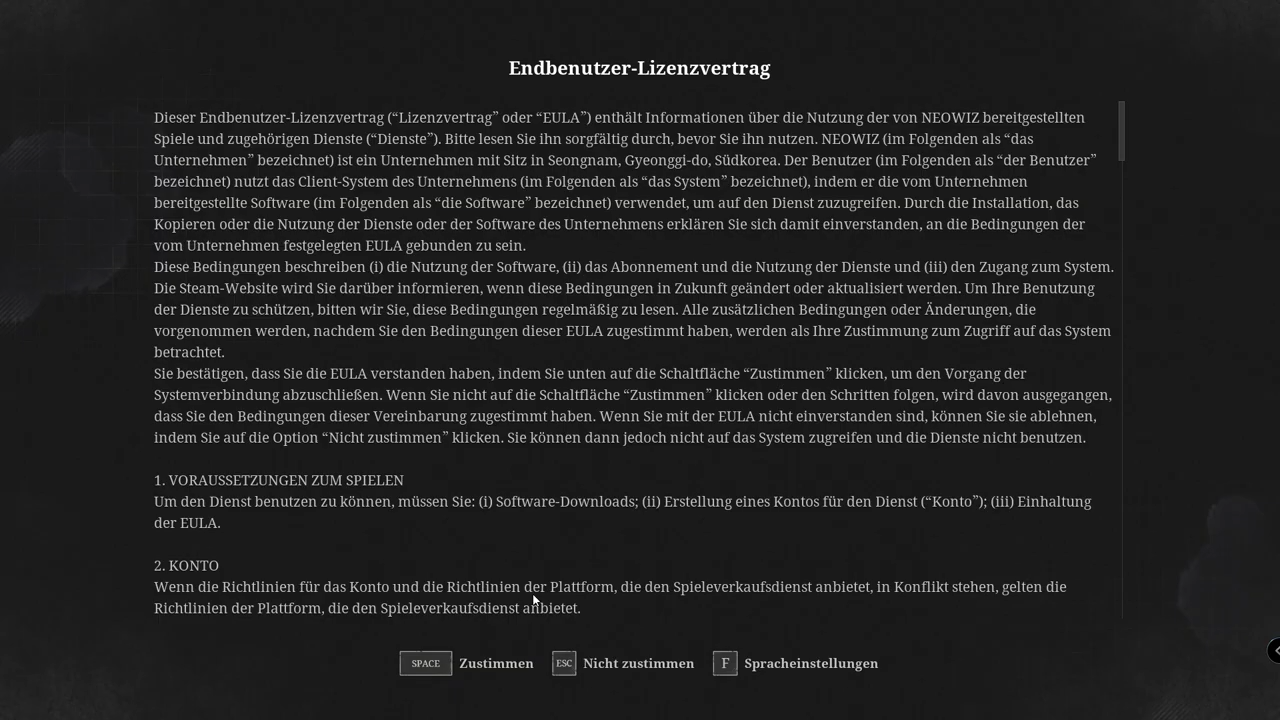 Endbenutzer-Lizenzvertrag
Dieser Endbenutzer-Lizenzvertrag (“Lizenzvertrag” oder “EULA”) enthält Informationen über die Nutzung der von NEOWIZ bereitgestellten
Spiele und zugehörigen Dienste (“Dienste”). Bitte lesen Sie ihn sorgfältig durch, bevor Sie ihn nutzen. NEOWIZ (im Folgenden als “das
Unternehmen” bezeichnet) ist ein Unternehmen mit Sitz in Seongnam, Gyeonggi-do, Südkorea. Der Benutzer (im Folgenden als “der Benutzer”
bezeichnet) nutzt das Client-System des Unternehmens (im Folgenden als “das System” bezeichnet), indem er die vom Unternehmen
bereitgestellte Software (im Folgenden als “die Software” bezeichnet) verwendet, um auf den Dienst zuzugreifen. Durch die Installation, das
Kopieren oder die Nutzung der Dienste oder der Software des Unternehmens erklären Sie sich damit einverstanden, an die Bedingungen der
vom Unternehmen festgelegten EULA gebunden zu sein.
Diese Bedingungen beschreiben (i) die Nutzung der Software, (ii) das Abonnement und die Nutzung der Dienste und (iii) den Zugang zum System.
Die Steam-Website wird Sie darüber informieren, wenn diese Bedingungen in Zukunft geändert oder aktualisiert werden. Um Ihre Benutzung
der Dienste zu schützen, bitten wir Sie, diese Bedingungen regelmäßig zu lesen. Alle zusätzlichen Bedingungen oder Änderungen, die
vorgenommen werden, nachdem Sie den Bedingungen dieser EULA zugestimmt haben, werden als Ihre Zustimmung zum Zugriff auf das System
betrachtet.
Sie bestätigen, dass Sie die EULA verstanden haben, indem Sie unten auf die Schaltfläche “Zustimmen” klicken, um den Vorgang der
Systemverbindung abzuschließen. Wenn Sie nicht auf die Schaltfläche “Zustimmen” klicken oder den Schritten folgen, wird davon ausgegangen,
dass Sie den Bedingungen dieser Vereinbarung zugestimmt haben. Wenn Sie mit der EULA nicht einverstanden sind, können Sie sie ablehnen,
indem Sie auf die Option “Nicht zustimmen” klicken. Sie können dann jedoch nicht auf das System zugreifen und die Dienste nicht benutzen.
1. VORAUSSETZUNGEN ZUM SPIELEN
Um den Dienst benutzen zu können, müssen Sie: (i) Software-Downloads; (ii) Erstellung eines Kontos für den Dienst (“Konto”); (iii) Einhaltung
der EULA.
2. KONTO
Wenn die Richtlinien für das Konto und die Richtlinien der Plattform, die den Spieleverkaufsdienst anbietet, in Konflikt stehen, gelten die
Richtlinien der Plattform, die den Spieleverkaufsdienst anbietet.
SPACE Zustimmen ESC Nicht zustimmen F Spracheinstellungen